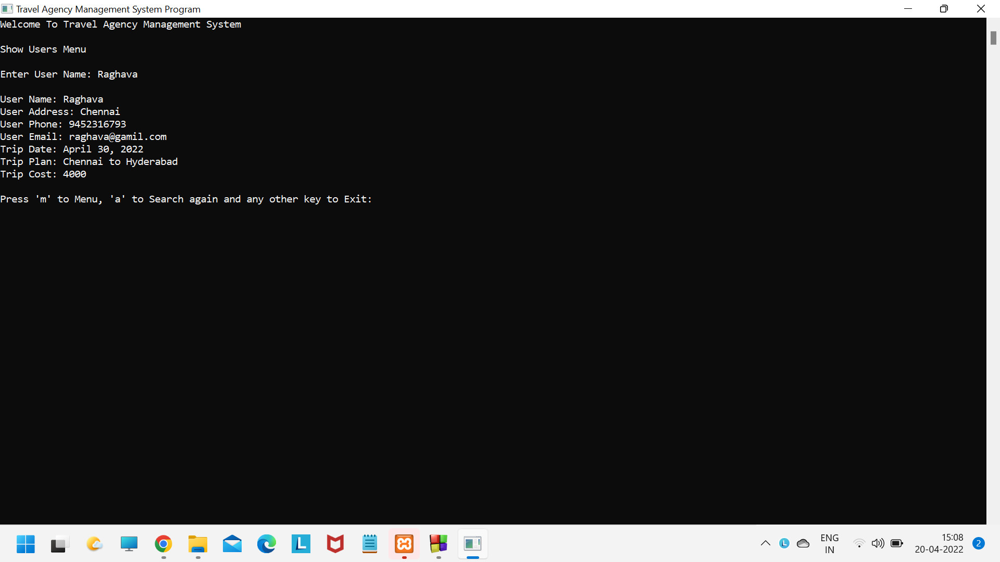 Travel Agency Management System Program
Welcome To Travel Agency Management System
Show Users Menu
Enter User Name: Raghava
User Name: Raghava
User Address: Chennai
User Phone: 9452316793
User Email: raghava@gamil.com
Trip Date: April 30, 2022
Trip Plan: Chennai to Hyderabad
Trip Cost: 4000
Press 'm' to Menu, 'a' to Search again and any other key to Exit:
L
L
ENG
IN
15:08
20-04-2022
2